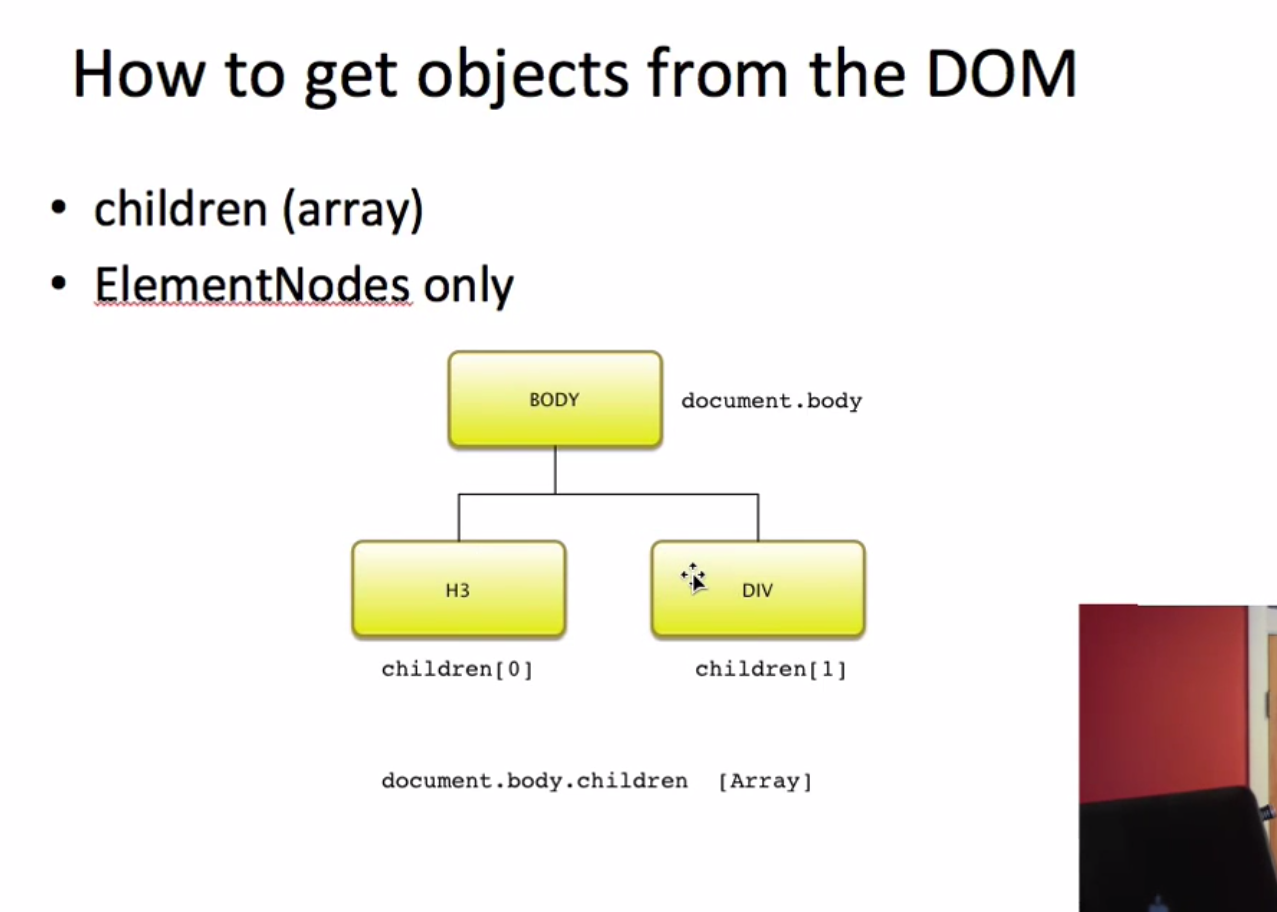 How to get objects from the DOM
• children (array)
• ElementNodes only
BODY
document.body
H3
DIV
children[0]
children[1]
document.body.children [Array]